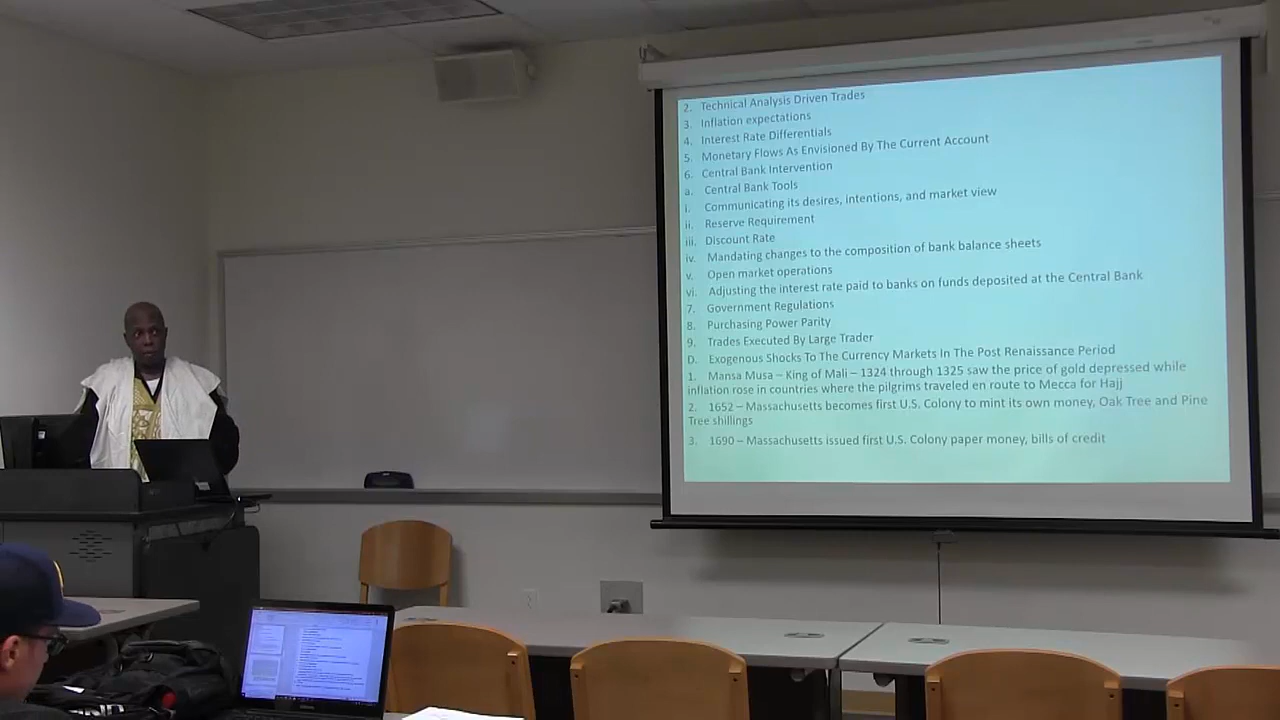 2. Technical Analysis Driven Trades
3. Inflation expectations
4. Interest Rate Differentials
5. Monetary Flows As Envisioned By The Current Account
6. Central Bank Intervention
a. Central Bank Tools
i. Communicating its desires, intentions, and market view
ii. Reserve Requirement
iii. Discount Rate
iv. Mandating changes to the composition of bank balance sheets
v. Open market operations
vi. Adjusting the interest rate paid to banks on funds deposited at the Central Bank
7. Government Regulations
8. Purchasing Power Parity
9. Trades Executed By Large Trader
D. Exogenous Shocks To The Currency Markets In The Post Renaissance Period
1. Mansa Musa – King of Mali – 1324 through 1325 saw the price of gold depressed while
inflation rose in countries where the pilgrims traveled en route to Mecca for Hajj
2. 1652 – Massachusetts becomes first U.S. Colony to mint its own money, Oak Tree and Pine
Tree shillings
3. 1690 – Massachusetts issued first U.S. Colony paper money, bills of credit